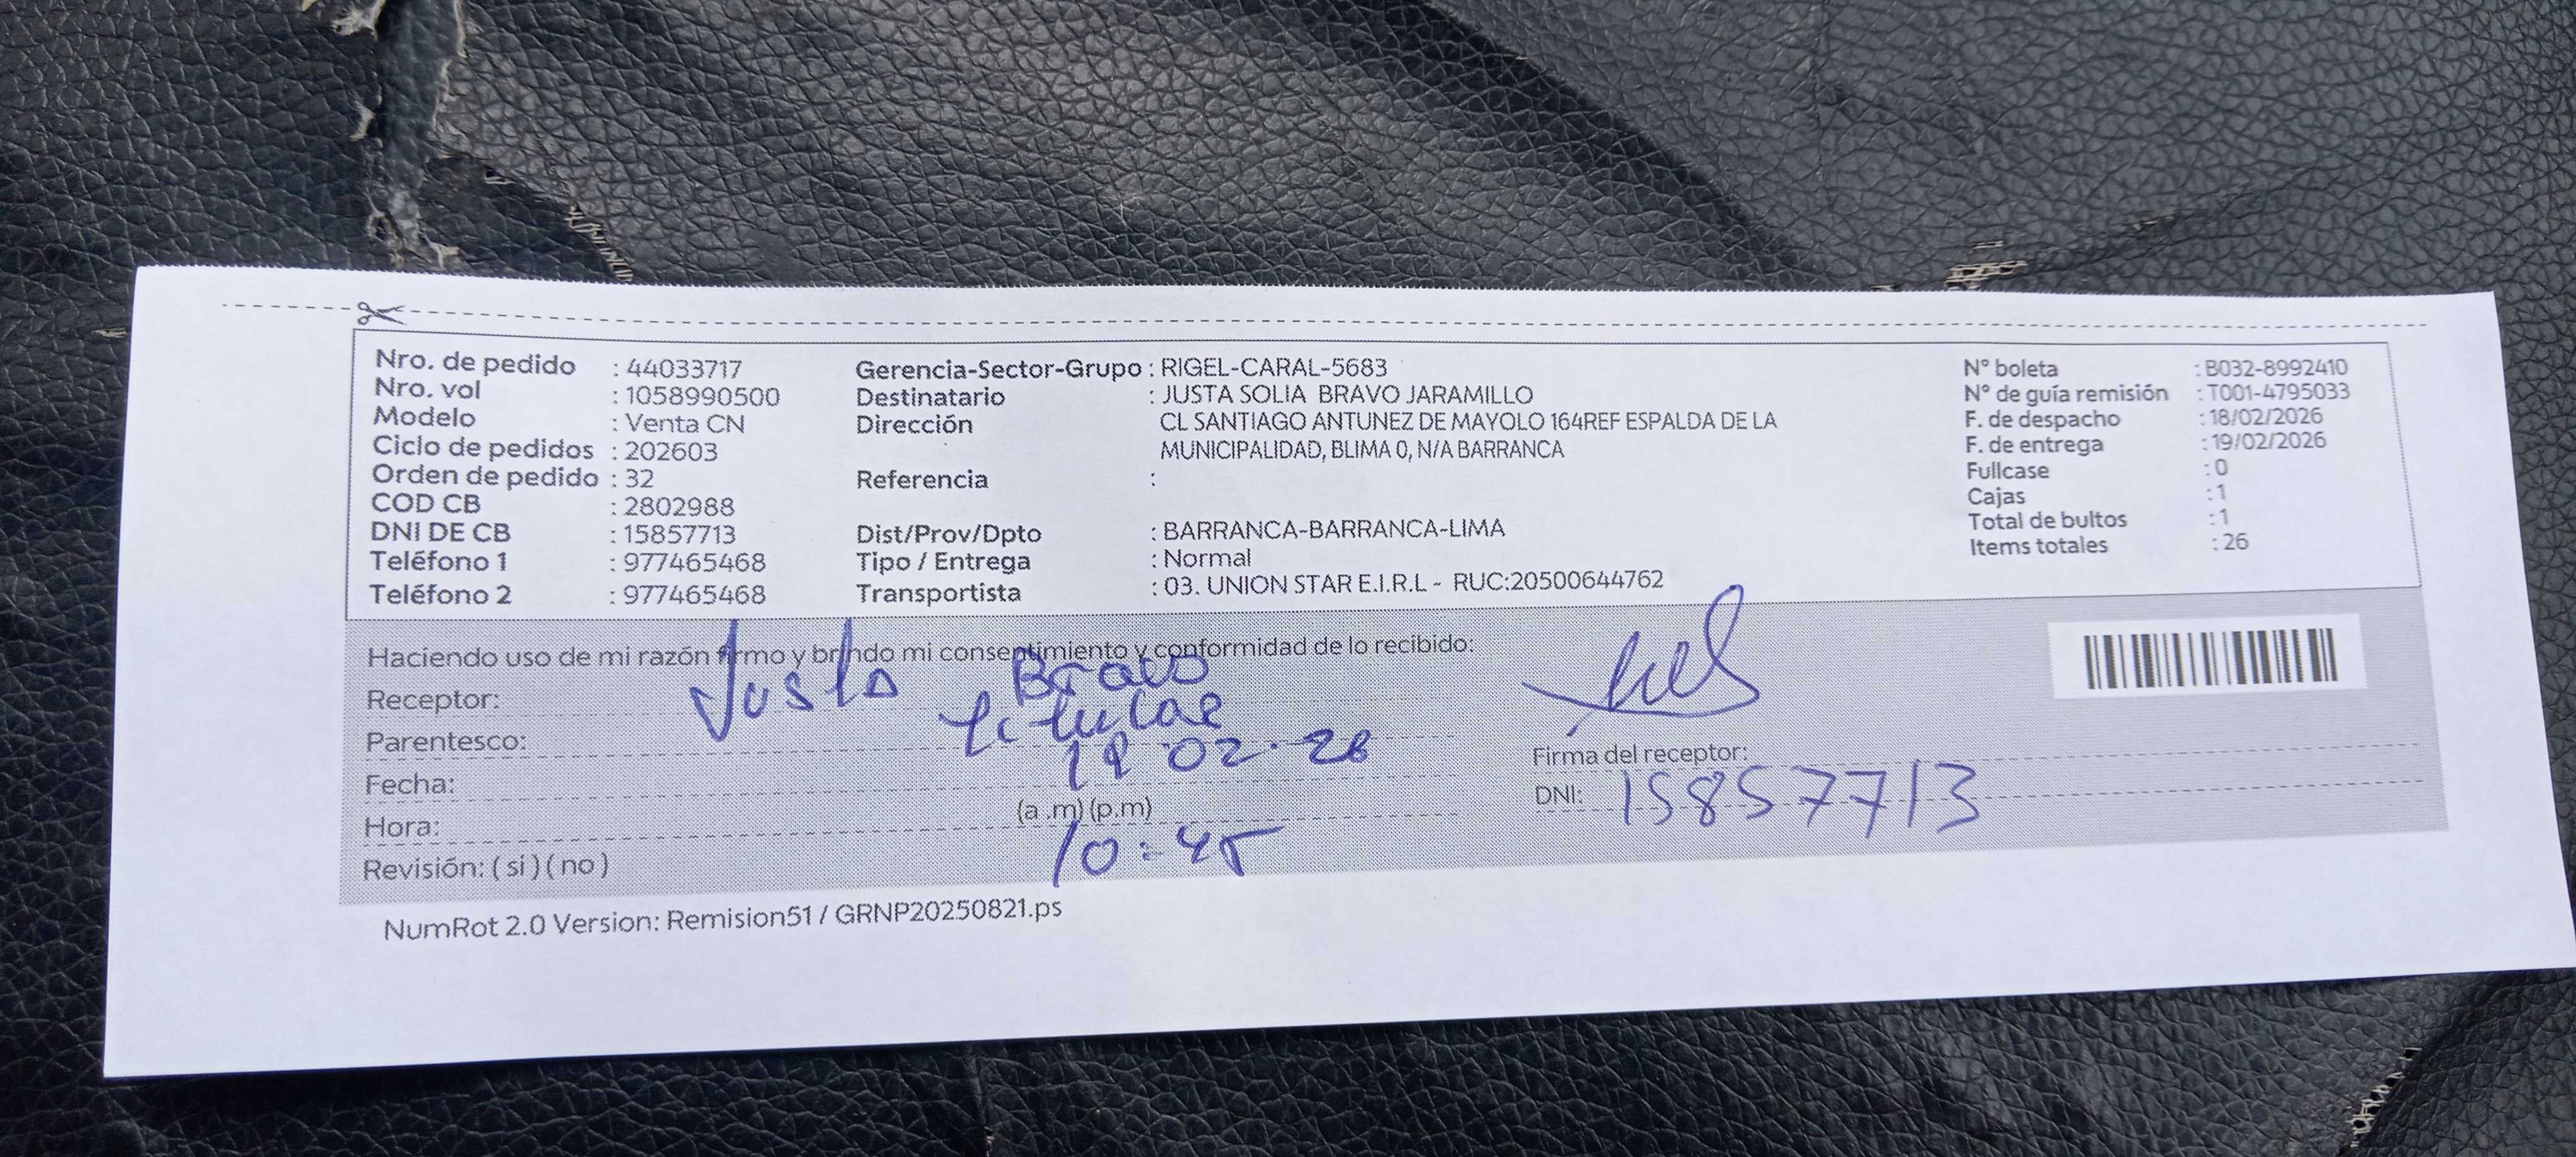 Nro. de pedido : 44033717
Nro. vol : 1058990500
Modelo : Venta CN
Ciclo de pedidos : 202603
Orden de pedido : 32
COD CB : 2802988
DNI DE CB : 15857713
Teléfono 1 : 977465468
Teléfono 2 : 977465468
Gerencia-Sector-Grupo : RIGEL-CARAL-5683
Destinatario : JUSTA SOLIA BRAVO JARAMILLO
Dirección CL SANTIAGO ANTUNEZ DE MAYOLO 164REF ESPALDA DE LA
MUNICIPALIDAD, BLIMA 0, N/A BARRANCA
Referencia :
Dist/Prov/Dpto : BARRANCA-BARRANCA-LIMA
Tipo / Entrega : Normal
Transportista : 03. UNION STAR E.I.R.L - RUC:20500644762
N° boleta : B032-8992410
N° de guía remisión : T001-4795033
F. de despacho : 18/02/2026
F. de entrega : 19/02/2026
Fullcase : 0
Cajas : 1
Total de bultos : 1
Items totales : 26
Haciendo uso de mi razón firmo y brindo mi consentimiento y conformidad de lo recibido:
Receptor: Justa Bravo
Parentesco: titular
Fecha: 02.26
Hora: (a .m) (p.m)
10:45
Revisión: ( si ) ( no )
Firma del receptor:
DNI: 15857713
NumRot 2.0 Version: Remision51 / GRNP20250821.ps